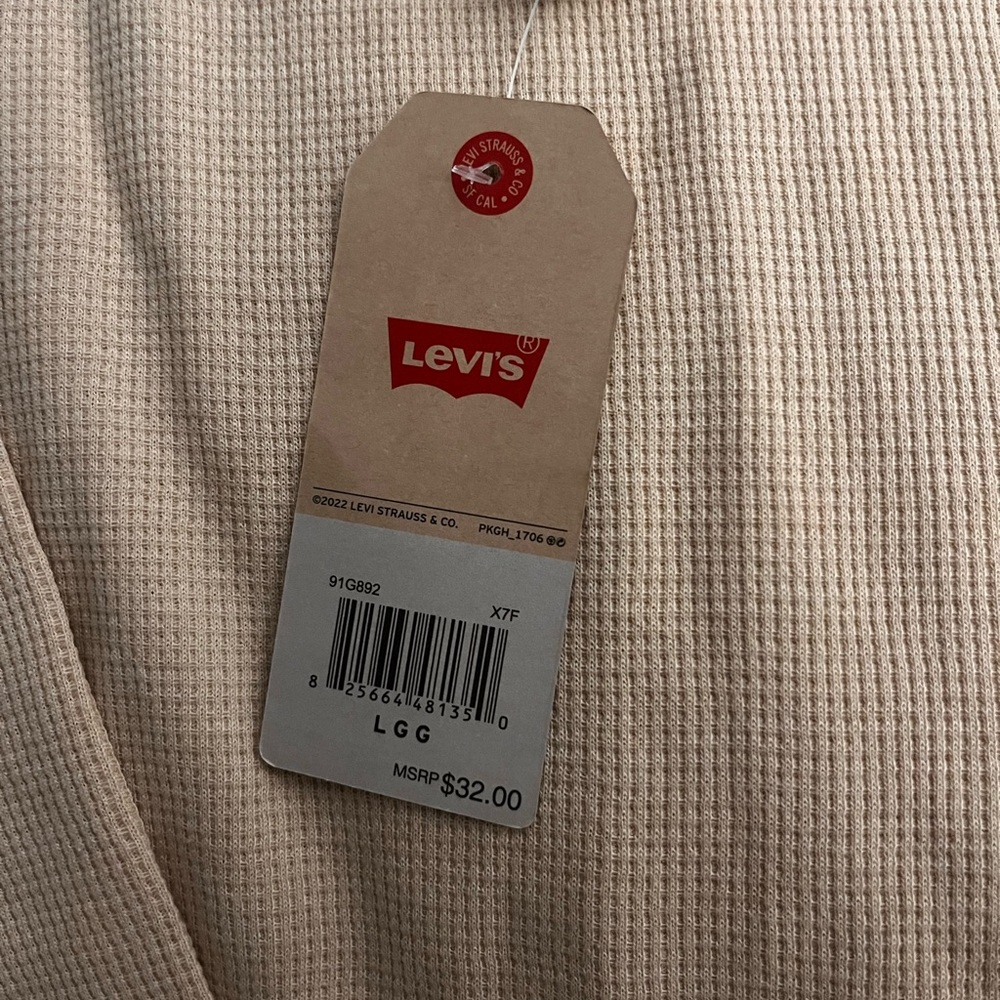 LEVI STRAUSS & CO • SF CAL
LEVI'S®
©2022 LEVI STRAUSS & CO. PKGH_1706
91G892
X7F
8 25664 48135 0
L G G
MSRP $32.00